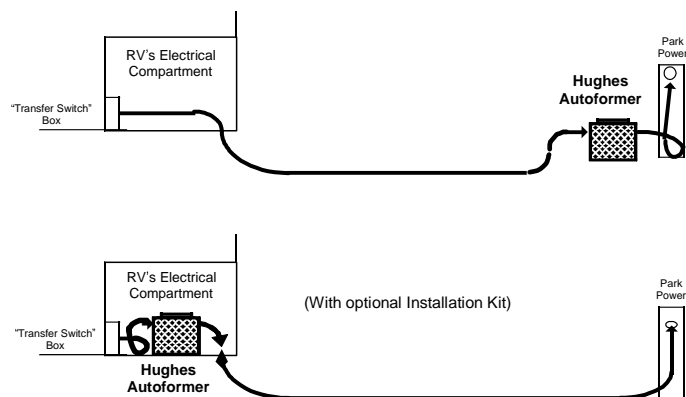 RV's Electrical
Compartment
"Transfer Switch"
Box
Hughes
Autoformer
Park
Power
RV's Electrical
Compartment
"Transfer Switch"
Box
Hughes
Autoformer
(With optional Installation Kit)
Park
Power